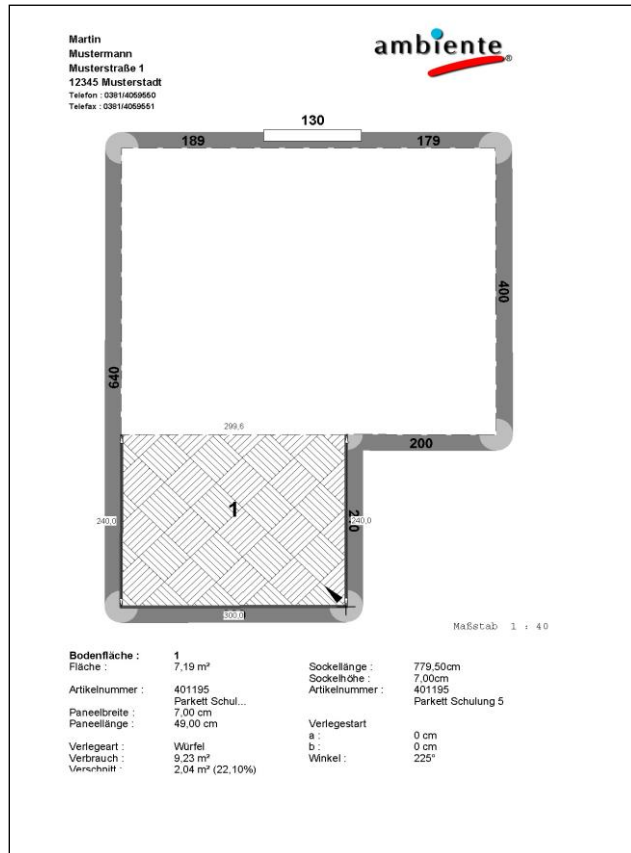 Martin
Mustermann
Musterstraße 1
12345 Musterstadt
Telefon : 0381/4059550
Telefax : 0381/4059551
ambiente®
130
189 179
400
640
299,6
200
1
240,0 240,0
300,0
Maßstab 1 : 40
Bodenfläche : 1
Fläche : 7,19 m² Sockellänge : 779,50cm
Sockelhöhe : 7,00cm
Artikelnummer : 401195 Artikelnummer : 401195
Parkett Schul... Parkett Schulung 5
Paneelbreite : 7,00 cm
Paneellänge : 49,00 cm Verlegestart
a : 0 cm
Verlegeart : Würfel b : 0 cm
Verbrauch : 9,23 m² Winkel : 225°
Verschnitt : 2,04 m² (22,10%)